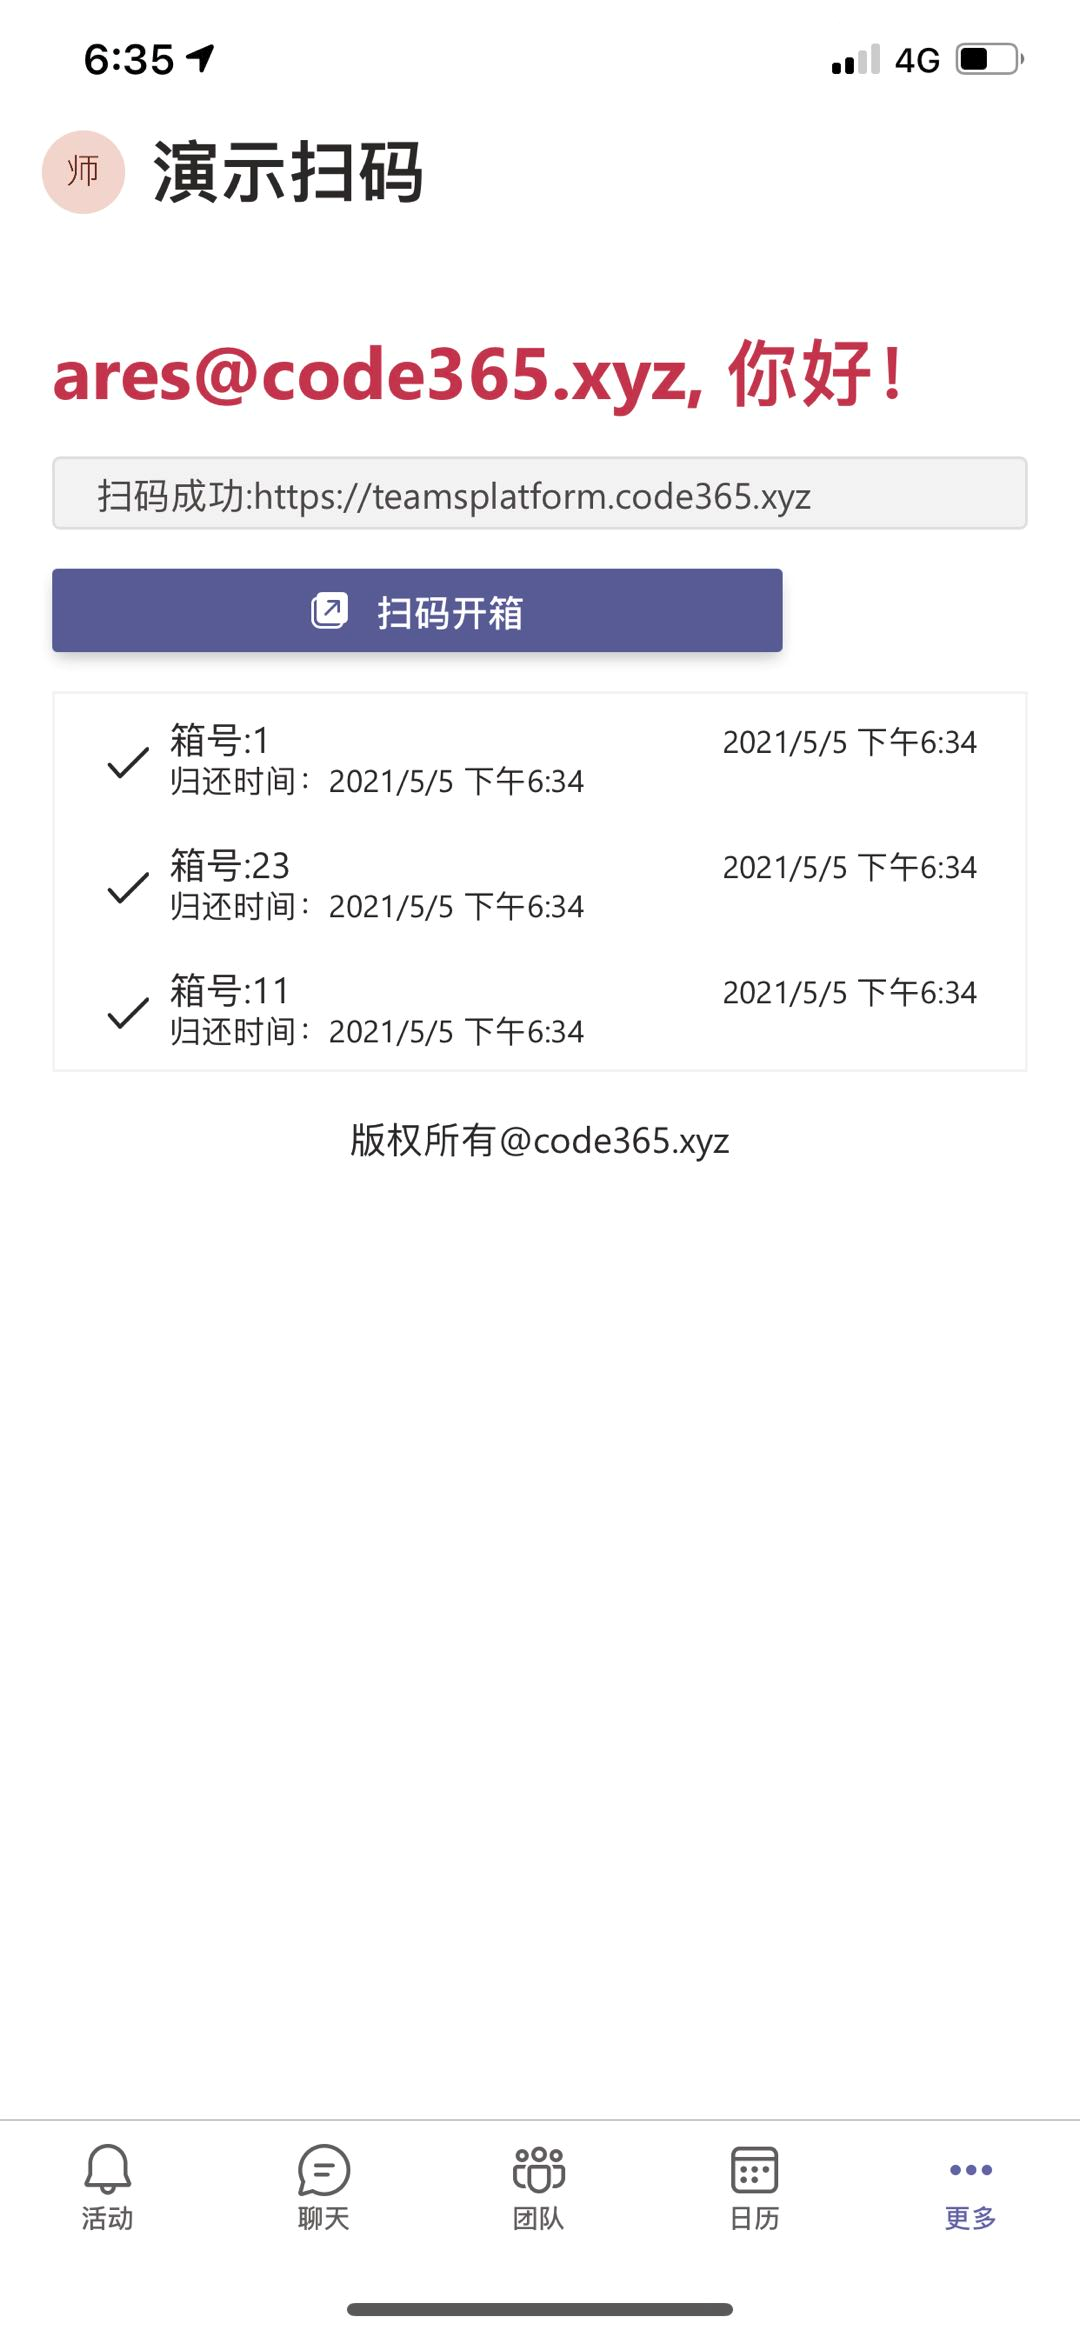 6:35
4G
师
演示扫码
ares@code365.xyz, 你好！
扫码成功:https://teamsplatform.code365.xyz
扫码开箱
箱号:1
2021/5/5 下午6:34
归还时间：2021/5/5 下午6:34
箱号:23
2021/5/5 下午6:34
归还时间：2021/5/5 下午6:34
箱号:11
2021/5/5 下午6:34
归还时间：2021/5/5 下午6:34
版权所有@code365.xyz
活动
聊天
团队
日历
更多